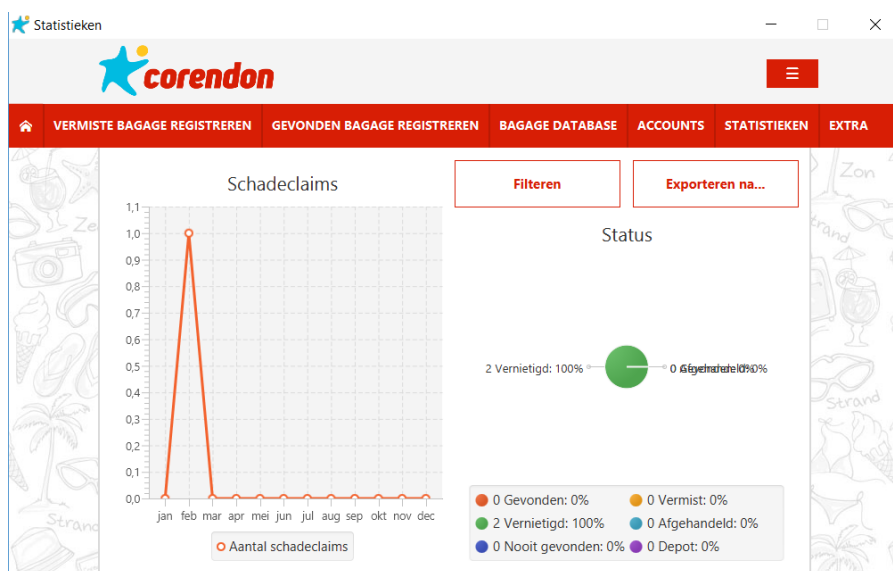 Statistieken
corendon
VERMISTE BAGAGE REGISTREREN GEVONDEN BAGAGE REGISTREREN BAGAGE DATABASE ACCOUNTS STATISTIEKEN EXTRA
Schadeclaims
1,1
1,0
0,9
0,8
0,7
0,6
0,5
0,4
0,3
0,2
0,1
0,0
jan feb mar apr mei jun jul aug sep okt nov dec
Aantal schadeclaims
Filteren Exporteren na...
Status
2 Vernietigd: 100%
0 Gevonden: 0% 0 Vermist: 0%
2 Vernietigd: 100% 0 Afgehandeld: 0%
0 Nooit gevonden: 0% 0 Depot: 0%
Zon
Strand
Strand
Strand